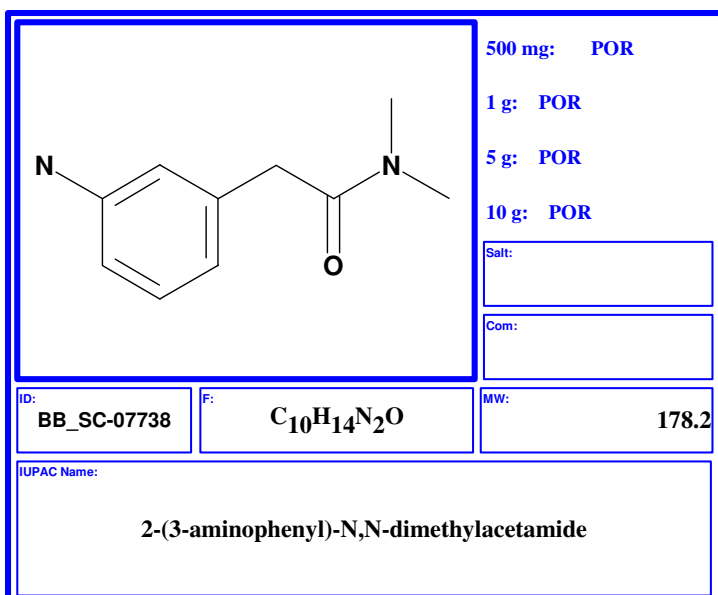 500 mg: POR
1 g: POR
5 g: POR
10 g: POR
N
N
O
Salt:
Com:
ID:
BB_SC-07738
F:
C10H14N2O
MW:
178.2
IUPAC Name:
2-(3-aminophenyl)-N,N-dimethylacetamide